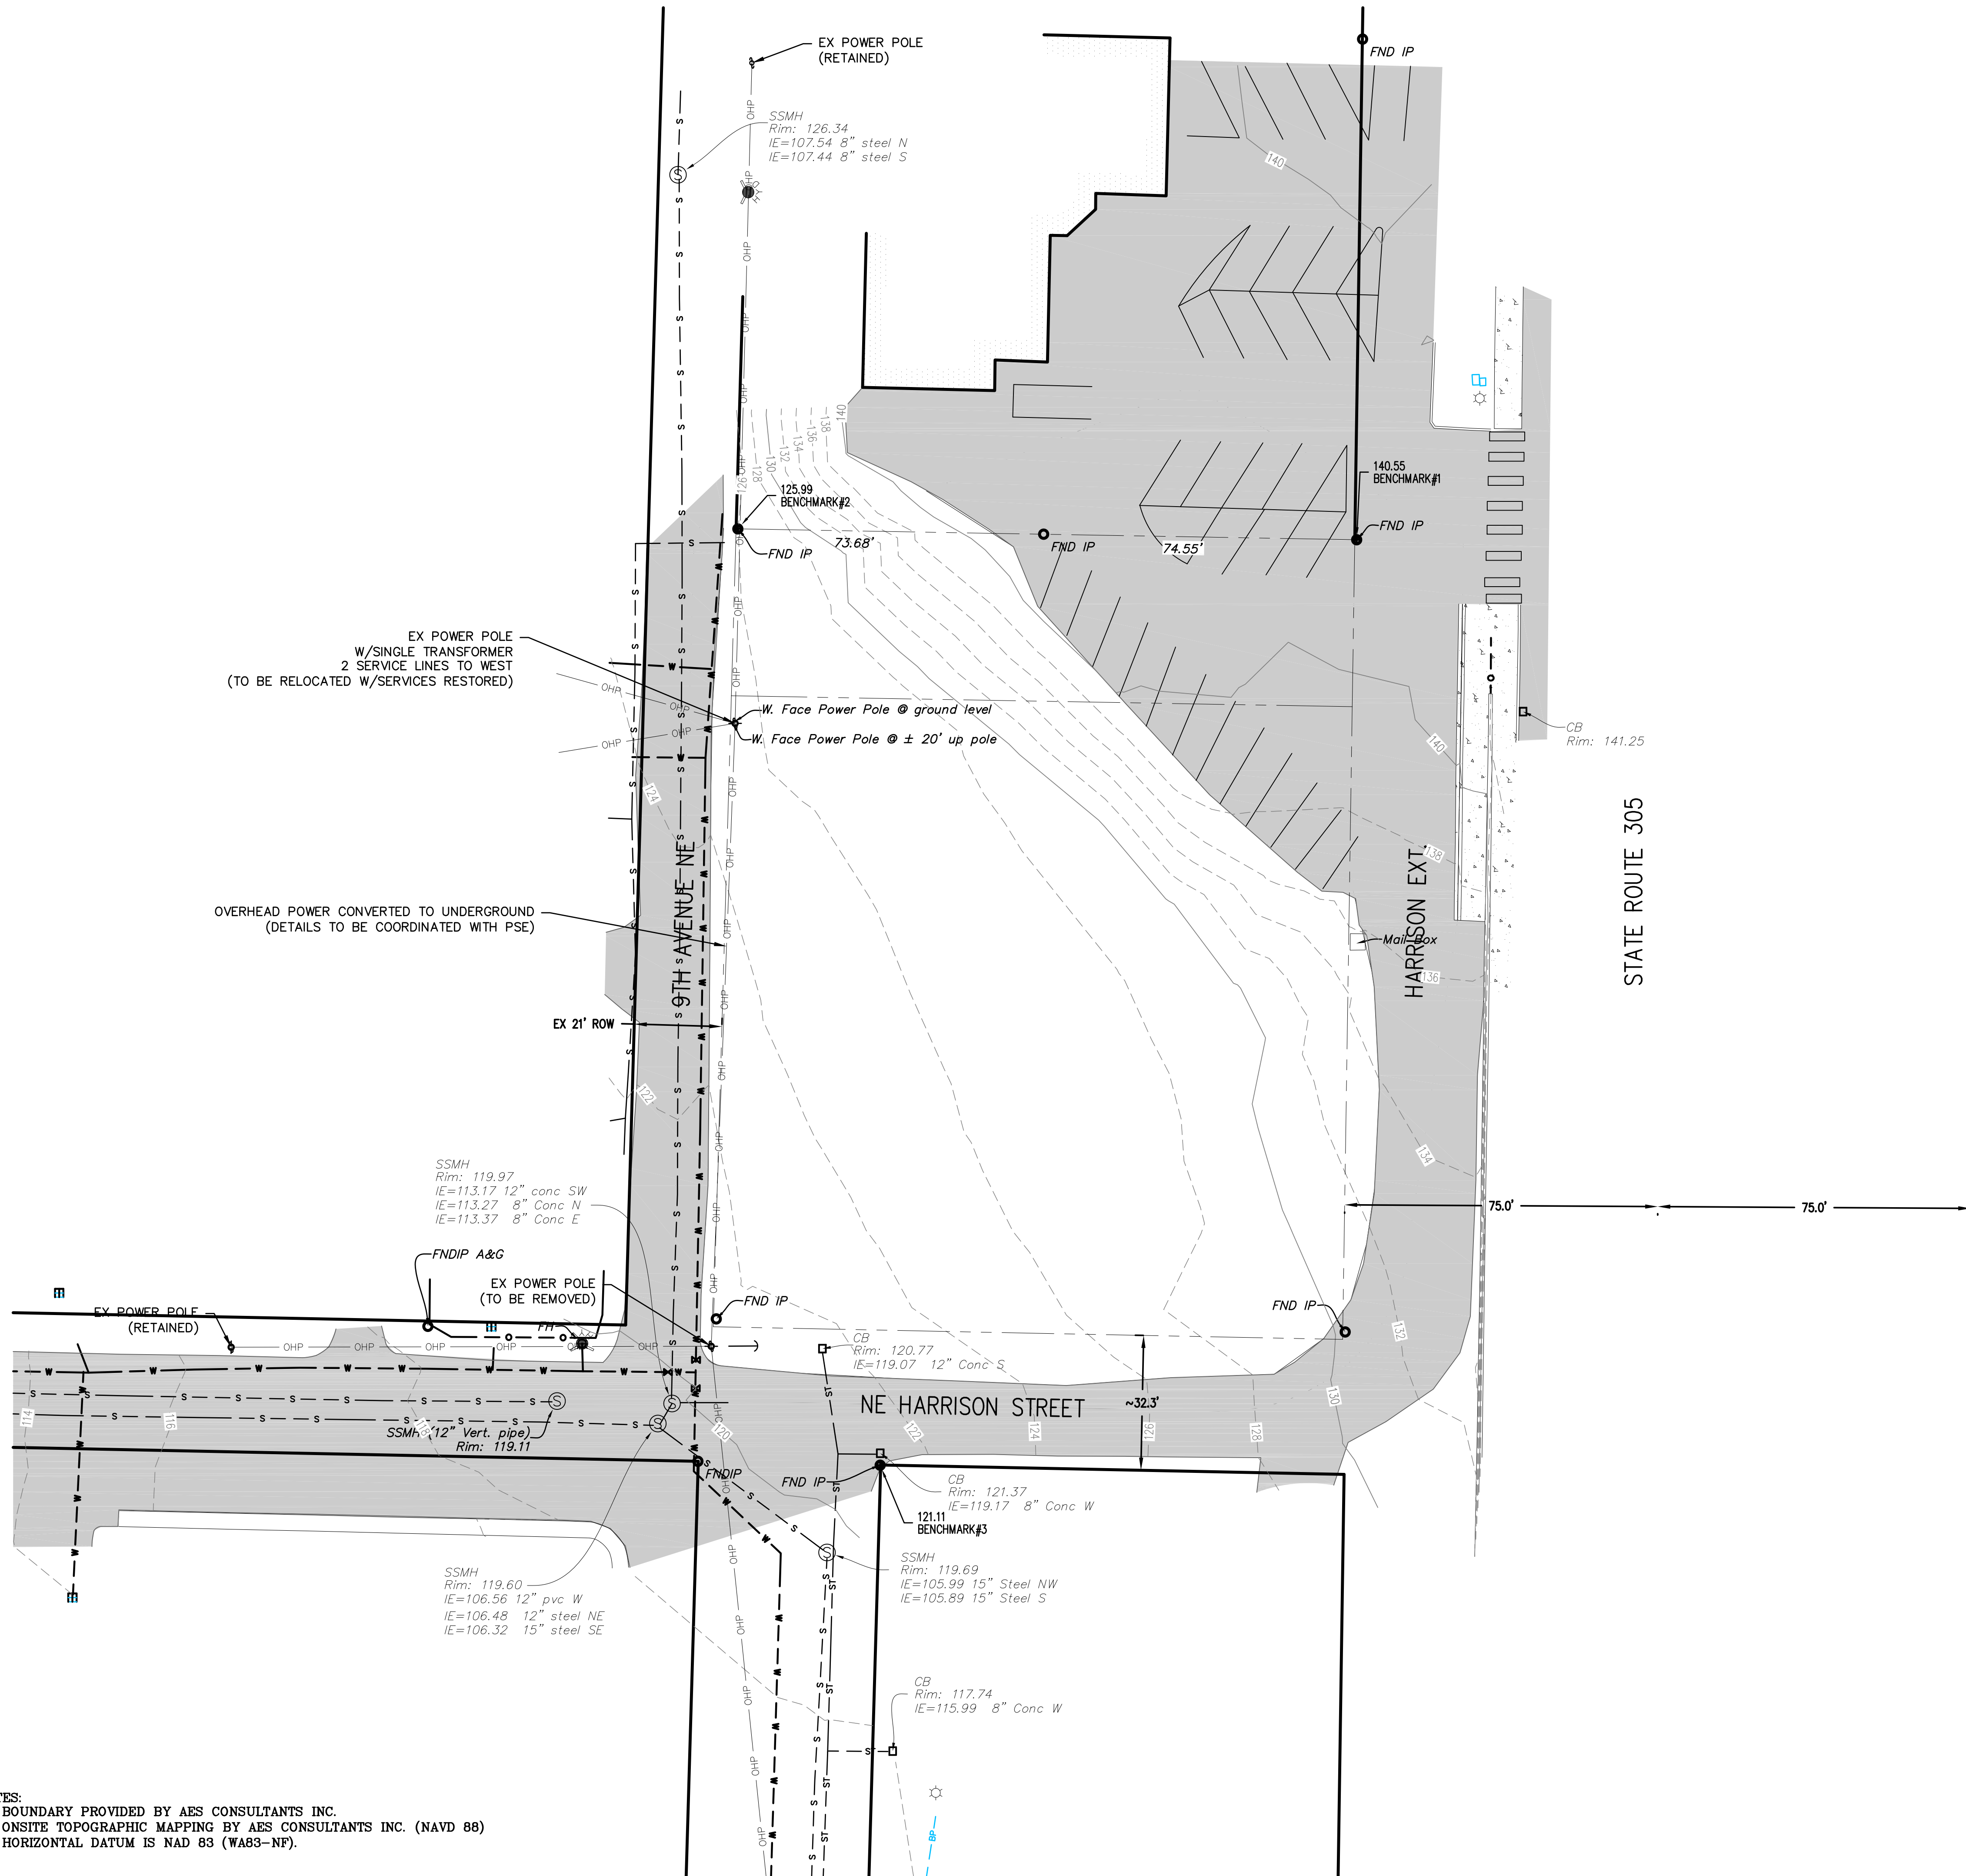 EX POWER POLE
(RETAINED)
FND IP
SSMH
Rim: 126.34
IE=107.54 8" steel N
IE=107.44 8" steel S
HYD
140
140
138
136
134
132
130
128
126
125.99
BENCHMARK#2
140.55
BENCHMARK#1
FND IP
73.68'
FND IP
74.55'
FND IP
EX POWER POLE
W/SINGLE TRANSFORMER
2 SERVICE LINES TO WEST
(TO BE RELOCATED W/SERVICES RESTORED)
W. Face Power Pole @ ground level
W. Face Power Pole @ ± 20' up pole
CB
Rim: 141.25
140
124
138
STATE ROUTE 305
HARRISON EXT.
9TH AVENUE NE
OVERHEAD POWER CONVERTED TO UNDERGROUND
(DETAILS TO BE COORDINATED WITH PSE)
Mail Box
136
EX 21' ROW
122
134
SSMH
Rim: 119.97
IE=113.17 12" conc SW
IE=113.27 8" Conc N
IE=113.37 8" Conc E
75.0'
75.0'
FNDIP A&G
EX POWER POLE
(TO BE REMOVED)
FND IP
FND IP
EX POWER POLE
(RETAINED)
FH
132
CB
Rim: 120.77
IE=119.07 12" Conc S
NE HARRISON STREET
~32.3'
114
116
118
120
122
124
126
128
130
SSMH (12" Vert. pipe)
Rim: 119.11
FNDIP
FND IP
CB
Rim: 121.37
IE=119.17 8" Conc W
121.11
BENCHMARK#3
SSMH
Rim: 119.60
IE=106.56 12" pvc W
IE=106.48 12" steel NE
IE=106.32 15" steel SE
SSMH
Rim: 119.69
IE=105.99 15" Steel NW
IE=105.89 15" Steel S
CB
Rim: 117.74
IE=115.99 8" Conc W
BP
TES:
BOUNDARY PROVIDED BY AES CONSULTANTS INC.
ONSITE TOPOGRAPHIC MAPPING BY AES CONSULTANTS INC. (NAVD 88)
HORIZONTAL DATUM IS NAD 83 (WA83-NF).